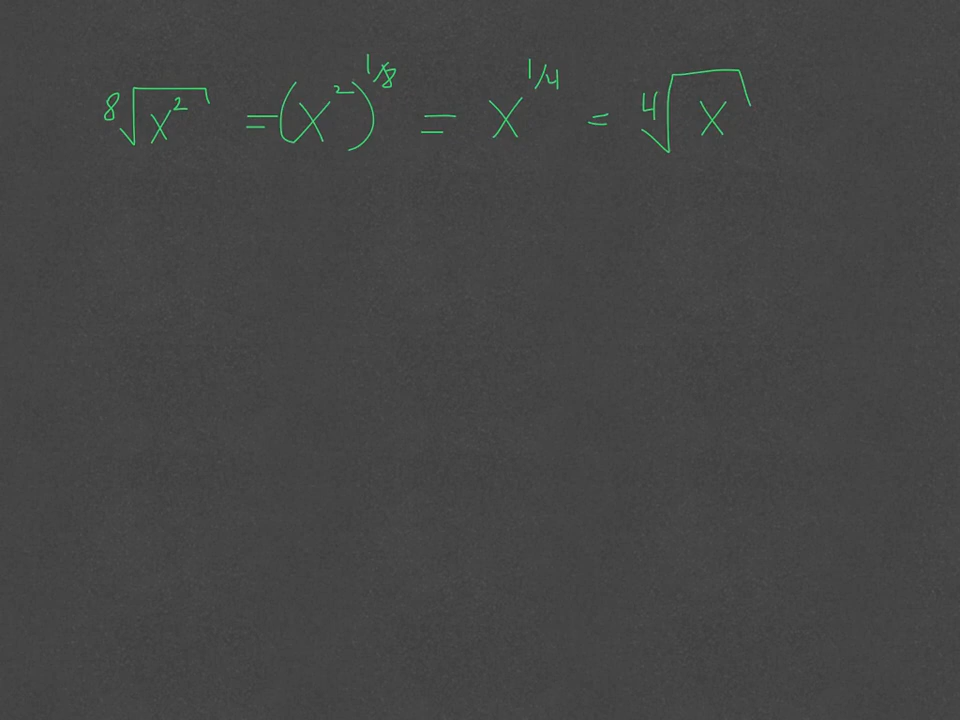 ⁸√x² = (x²)^1/8 = x^1/4 = ⁴√x